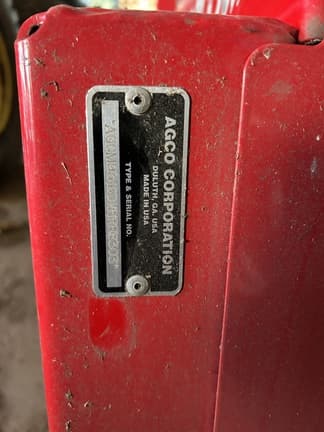 AGCO CORPORATION
DULUTH, GA. USA
MADE IN USA
TYPE & SERIAL NO.